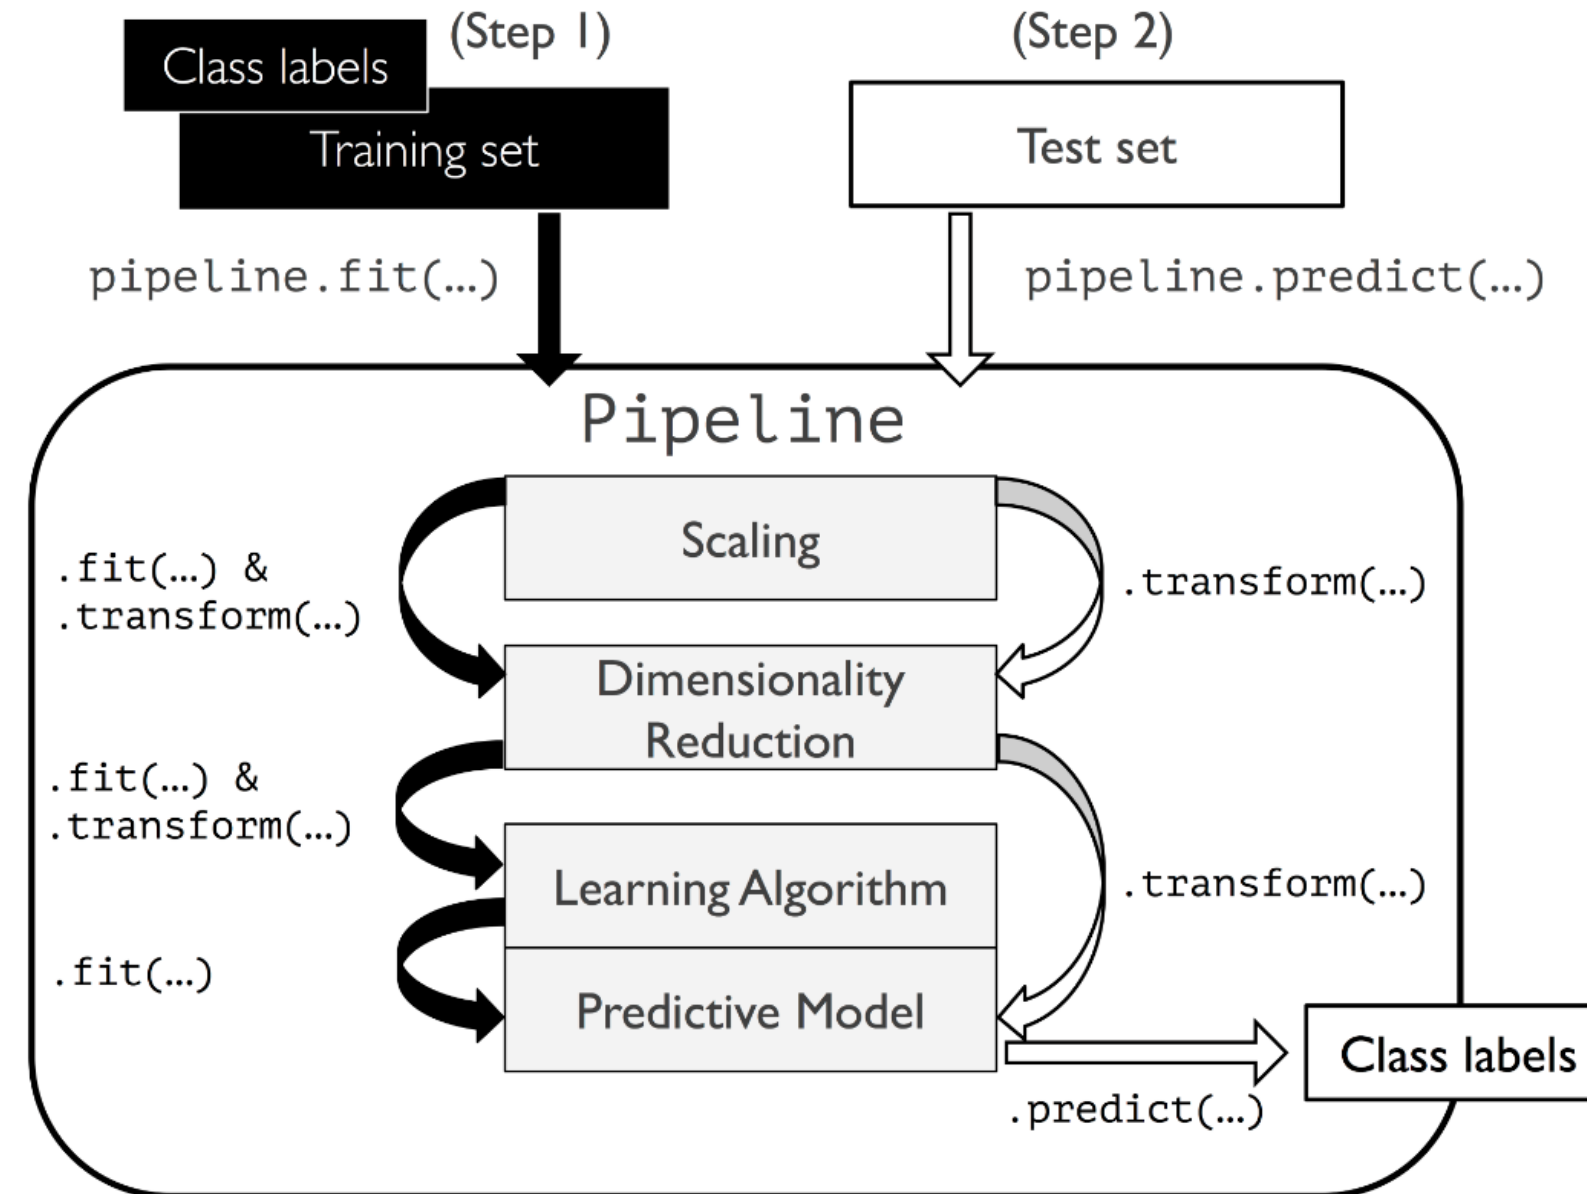 (Step 1)
(Step 2)
Class labels
Training set
Test set
pipeline.fit(…)
pipeline.predict(…)
Pipeline
Scaling
.fit(…) &
.transform(…)
.transform(…)
Dimensionality
Reduction
.fit(…) &
.transform(…)
Learning Algorithm
.transform(…)
.fit(…)
Predictive Model
Class labels
.predict(…)